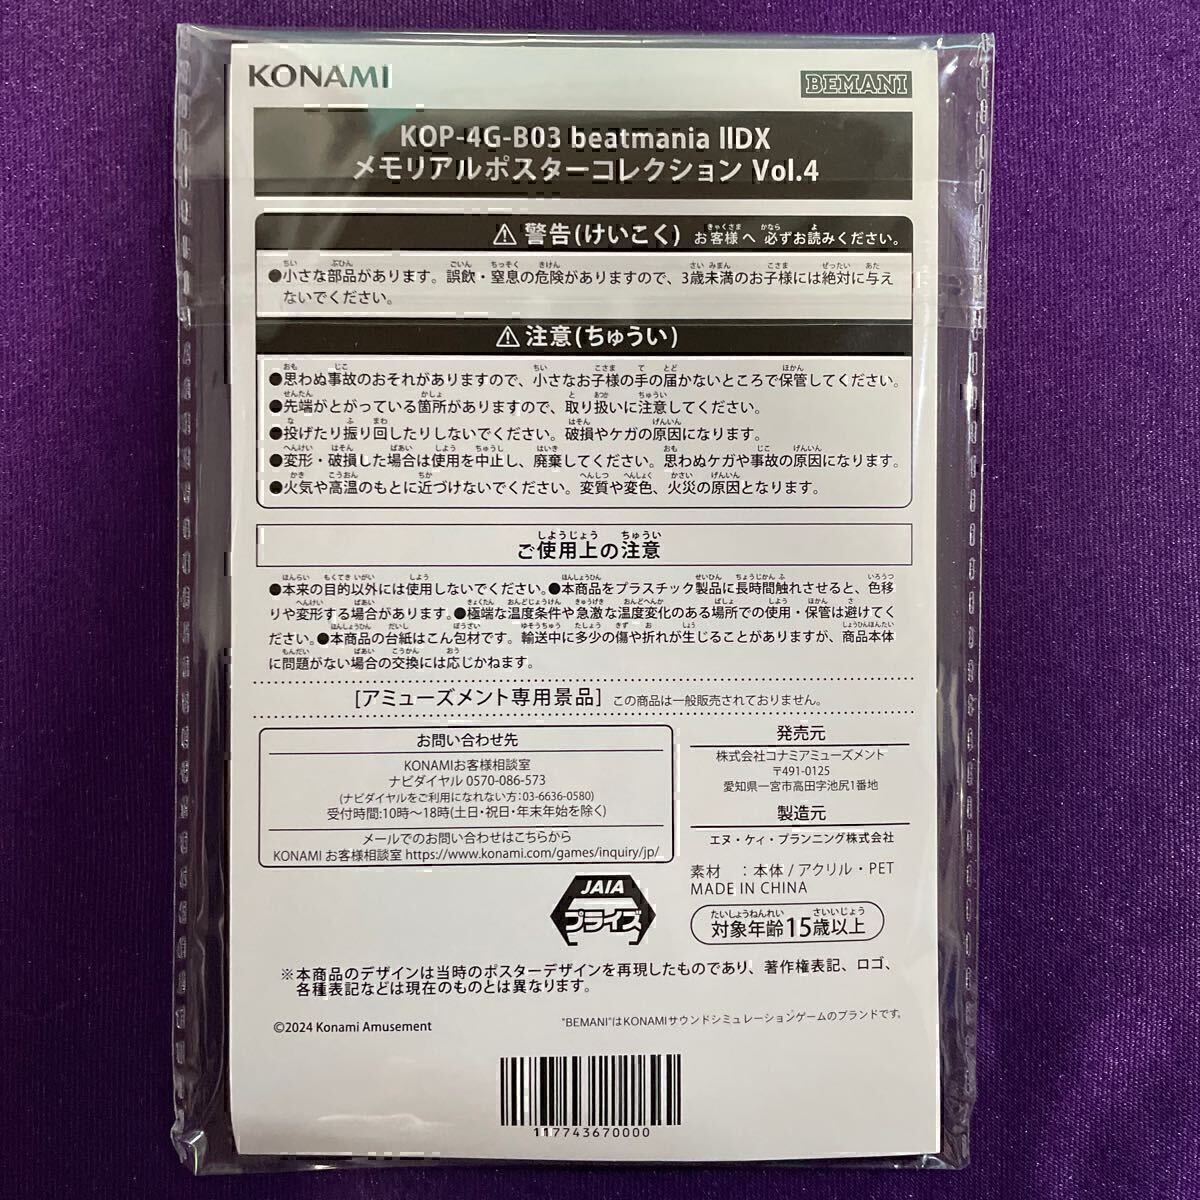 KONAMI
BEMANI
KOP-4G-B03 beatmania IIDX
メモリアルポスターコレクション Vol.4
⚠ 警告(けいこく) お客様へ 必ずお読みください。
●小さな部品があります。誤飲・窒息の危険がありますので、3歳未満のお子様には絶対に与え
ないでください。
⚠ 注意(ちゅうい)
●思わぬ事故のおそれがありますので、小さなお子様の手の届かないところで保管してください。
●先端がとがっている箇所がありますので、取り扱いに注意してください。
●投げたり振り回したりしないでください。破損やケガの原因になります。
●変形・破損した場合は使用を中止し、廃棄してください。思わぬケガや事故の原因になります。
●火気や高温のもとに近づけないでください。変質や変色、火災の原因となります。
ご使用上の注意
●本来の目的以外には使用しないでください。●本商品をプラスチック製品に長時間触れさせると、色移
りや変形する場合があります。●極端な温度条件や急激な温度変化のある場所での使用・保管は避けてく
ださい。●本商品の台紙はこん包材です。輸送中に多少の傷や折れが生じることがありますが、商品本体
に問題がない場合の交換には応じかねます。
[アミューズメント専用景品] この商品は一般販売されておりません。
お問い合わせ先
KONAMIお客様相談室
ナビダイヤル 0570-086-573
(ナビダイヤルをご利用になれない方:03-6636-0580)
受付時間:10時〜18時(土日・祝日・年末年始を除く)
メールでのお問い合わせはこちらから
KONAMI お客様相談室 https://www.konami.com/games/inquiry/jp/
発売元
株式会社コナミアミューズメント
〒491-0125
愛知県一宮市高田字池尻1番地
製造元
エヌ・ケィ・プランニング株式会社
素材 :本体/アクリル・PET
MADE IN CHINA
JAIA
プライズ
対象年齢15歳以上
※本商品のデザインは当時のポスターデザインを再現したものであり、著作権表記、ロゴ、
各種表記などは現在のものとは異なります。
©2024 Konami Amusement
"BEMANI"はKONAMIサウンドシミュレーションゲームのブランドです。
117743670000